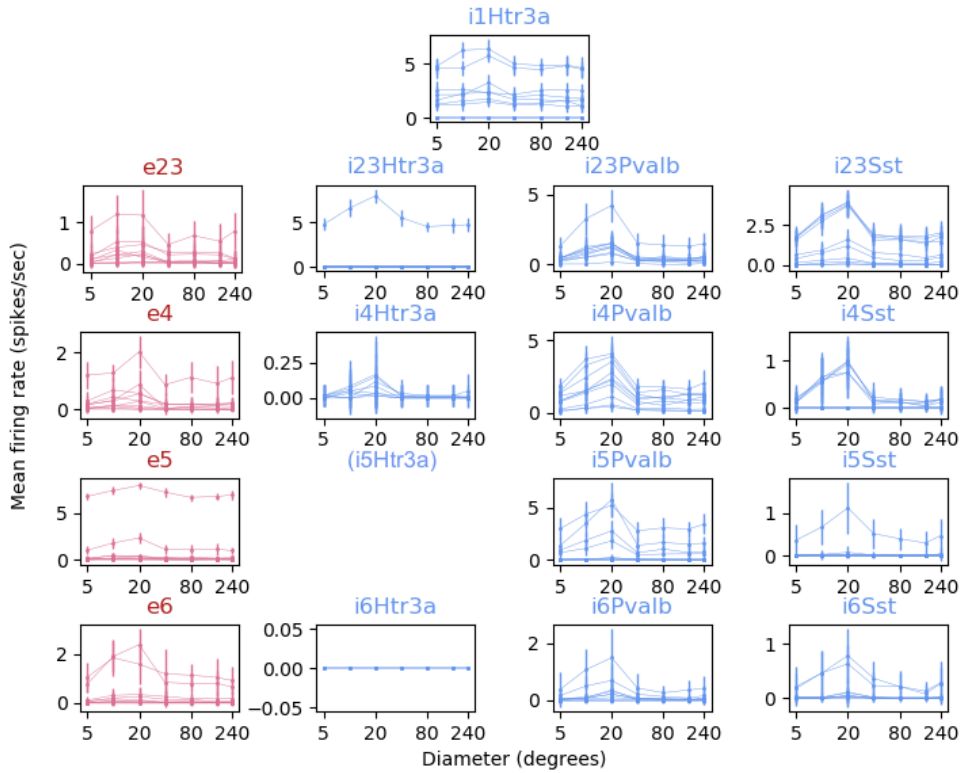 i1Htr3a
5
0
5 20 80 240
e23 i23Htr3a i23Pvalb i23Sst
1 5 5 2.5
0 0 0 0.0
5 20 80 240 5 20 80 240 5 20 80 240 5 20 80 240
e4 i4Htr3a i4Pvalb i4Sst
2 0.25 5 1
0 0.00 0 0
5 20 80 240 5 20 80 240 5 20 80 240 5 20 80 240
e5 (i5Htr3a) i5Pvalb i5Sst
5 5 1
0 0 0
5 20 80 240 5 20 80 240 5 20 80 240
e6 i6Htr3a i6Pvalb i6Sst
2 0.05 2 1
0.00
0 −0.05 0 0
5 20 80 240 5 20 80 240 5 20 80 240 5 20 80 240
Mean firing rate (spikes/sec)
Diameter (degrees)